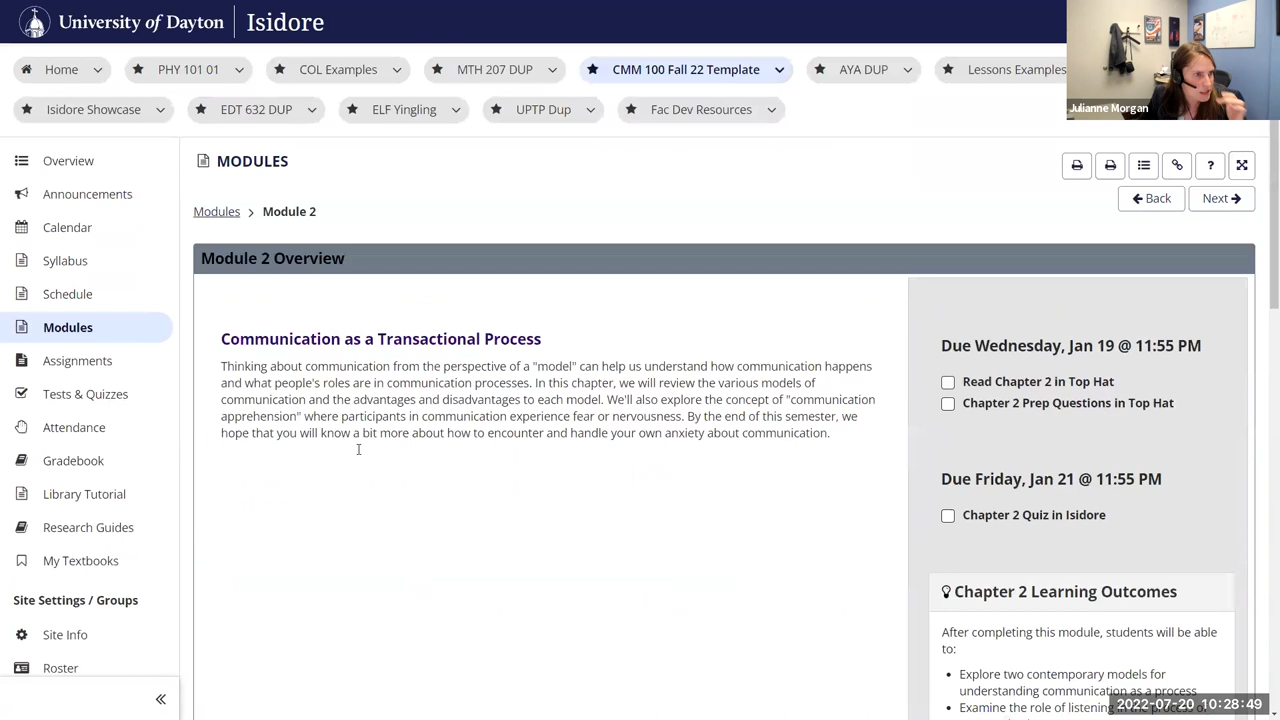 University of Dayton
Isidore
Home
PHY 101 01
COL Examples
MTH 207 DUP
CMM 100 Fall 22 Template
AYA DUP
Lessons Examples
Isidore Showcase
EDT 632 DUP
ELF Yingling
UPTP Dup
Fac Dev Resources
Julianne Morgan
Overview
Announcements
Calendar
Syllabus
Schedule
Modules
Assignments
Tests & Quizzes
Attendance
Gradebook
Library Tutorial
Research Guides
My Textbooks
Site Settings / Groups
Site Info
Roster
MODULES
?
Back
Next
Modules > Module 2
Module 2 Overview
Communication as a Transactional Process
Thinking about communication from the perspective of a "model" can help us understand how communication happens
and what people's roles are in communication processes. In this chapter, we will review the various models of
communication and the advantages and disadvantages to each model. We'll also explore the concept of "communication
apprehension" where participants in communication experience fear or nervousness. By the end of this semester, we
hope that you will know a bit more about how to encounter and handle your own anxiety about communication.
Due Wednesday, Jan 19 @ 11:55 PM
Read Chapter 2 in Top Hat
Chapter 2 Prep Questions in Top Hat
Due Friday, Jan 21 @ 11:55 PM
Chapter 2 Quiz in Isidore
Chapter 2 Learning Outcomes
After completing this module, students will be able
to:
Explore two contemporary models for
understanding communication as a process
Examine the role of listening in the process of
2022-07-20 10:28:49